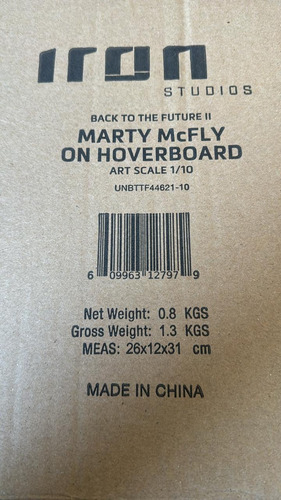 IRON
STUDIOS
BACK TO THE FUTURE II
MARTY McFLY
ON HOVERBOARD
ART SCALE 1/10
UNBTTF44621-10
6 09963 12797 9
Net Weight: 0.8 KGS
Gross Weight: 1.3 KGS
MEAS: 26x12x31 cm
MADE IN CHINA